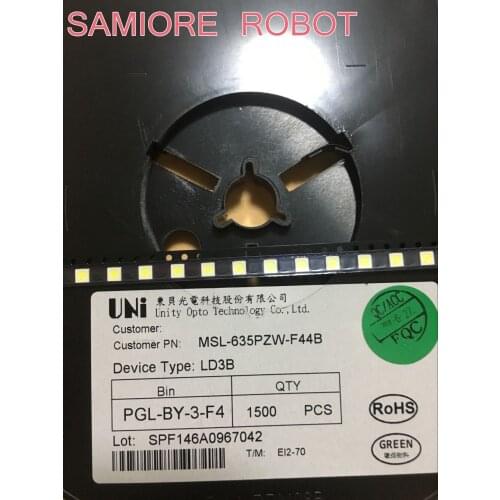 SAMIORE ROBOT
UNi 東貝光電科技股份有限公司
Unity Opto Technology Co.,Ltd.
Customer:
Customer PN: MSL-635PZW-F44B
Device Type: LD3B
Bin QTY
PGL-BY-3-F4 1500 PCS
Lot: SPF146A0967042
T/M: EI2-70
QC/ACC
FQC
RoHS
GREEN